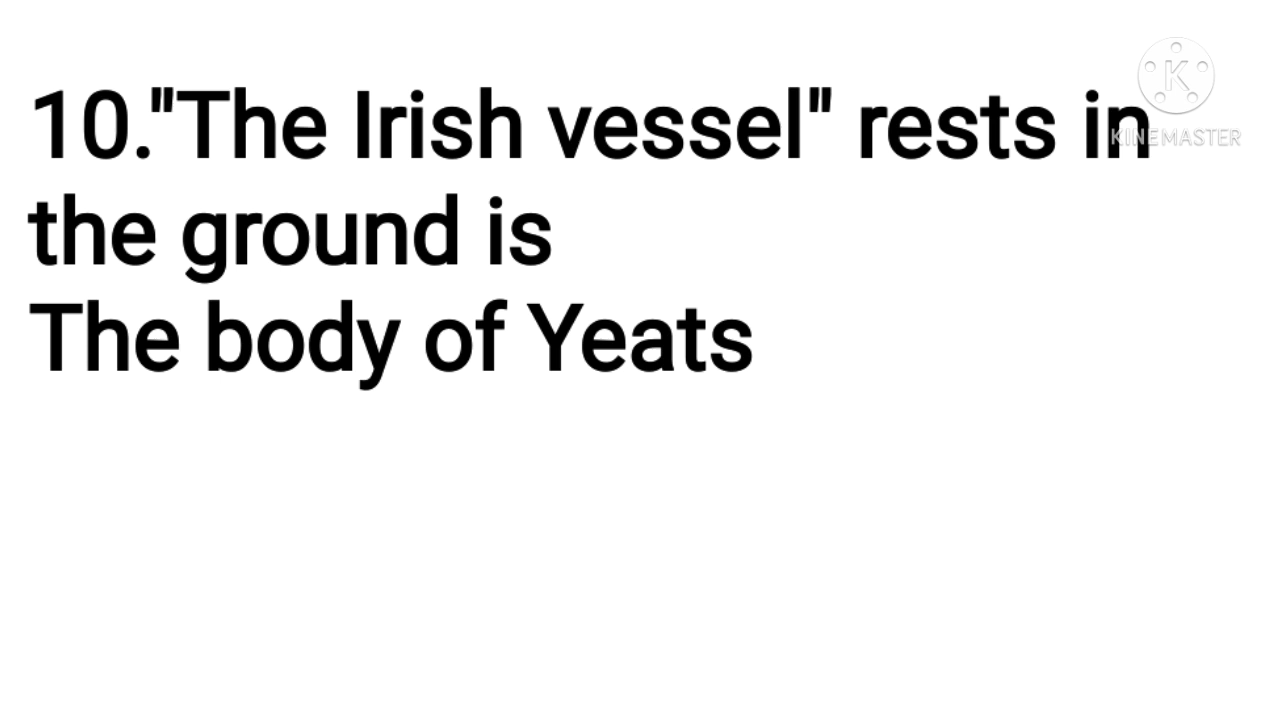 10."The Irish vessel" rests in
the ground is
The body of Yeats
K
KINEMASTER